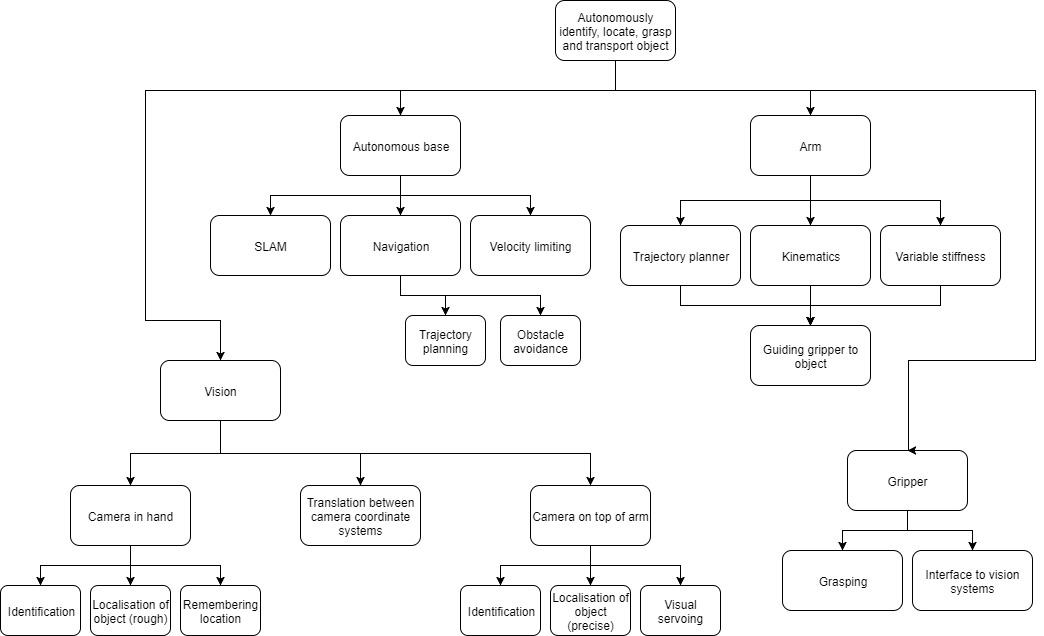 Autonomously
identify, locate, grasp
and transport object
Autonomous base
Arm
SLAM
Navigation
Velocity limiting
Trajectory planner
Kinematics
Variable stiffness
Trajectory
planning
Obstacle
avoidance
Guiding gripper to
object
Vision
Gripper
Camera in hand
Translation between
camera coordinate
systems
Camera on top of arm
Grasping
Interface to vision
systems
Identification
Localisation of
object (rough)
Remembering
location
Identification
Localisation of
object
(precise)
Visual
servoing